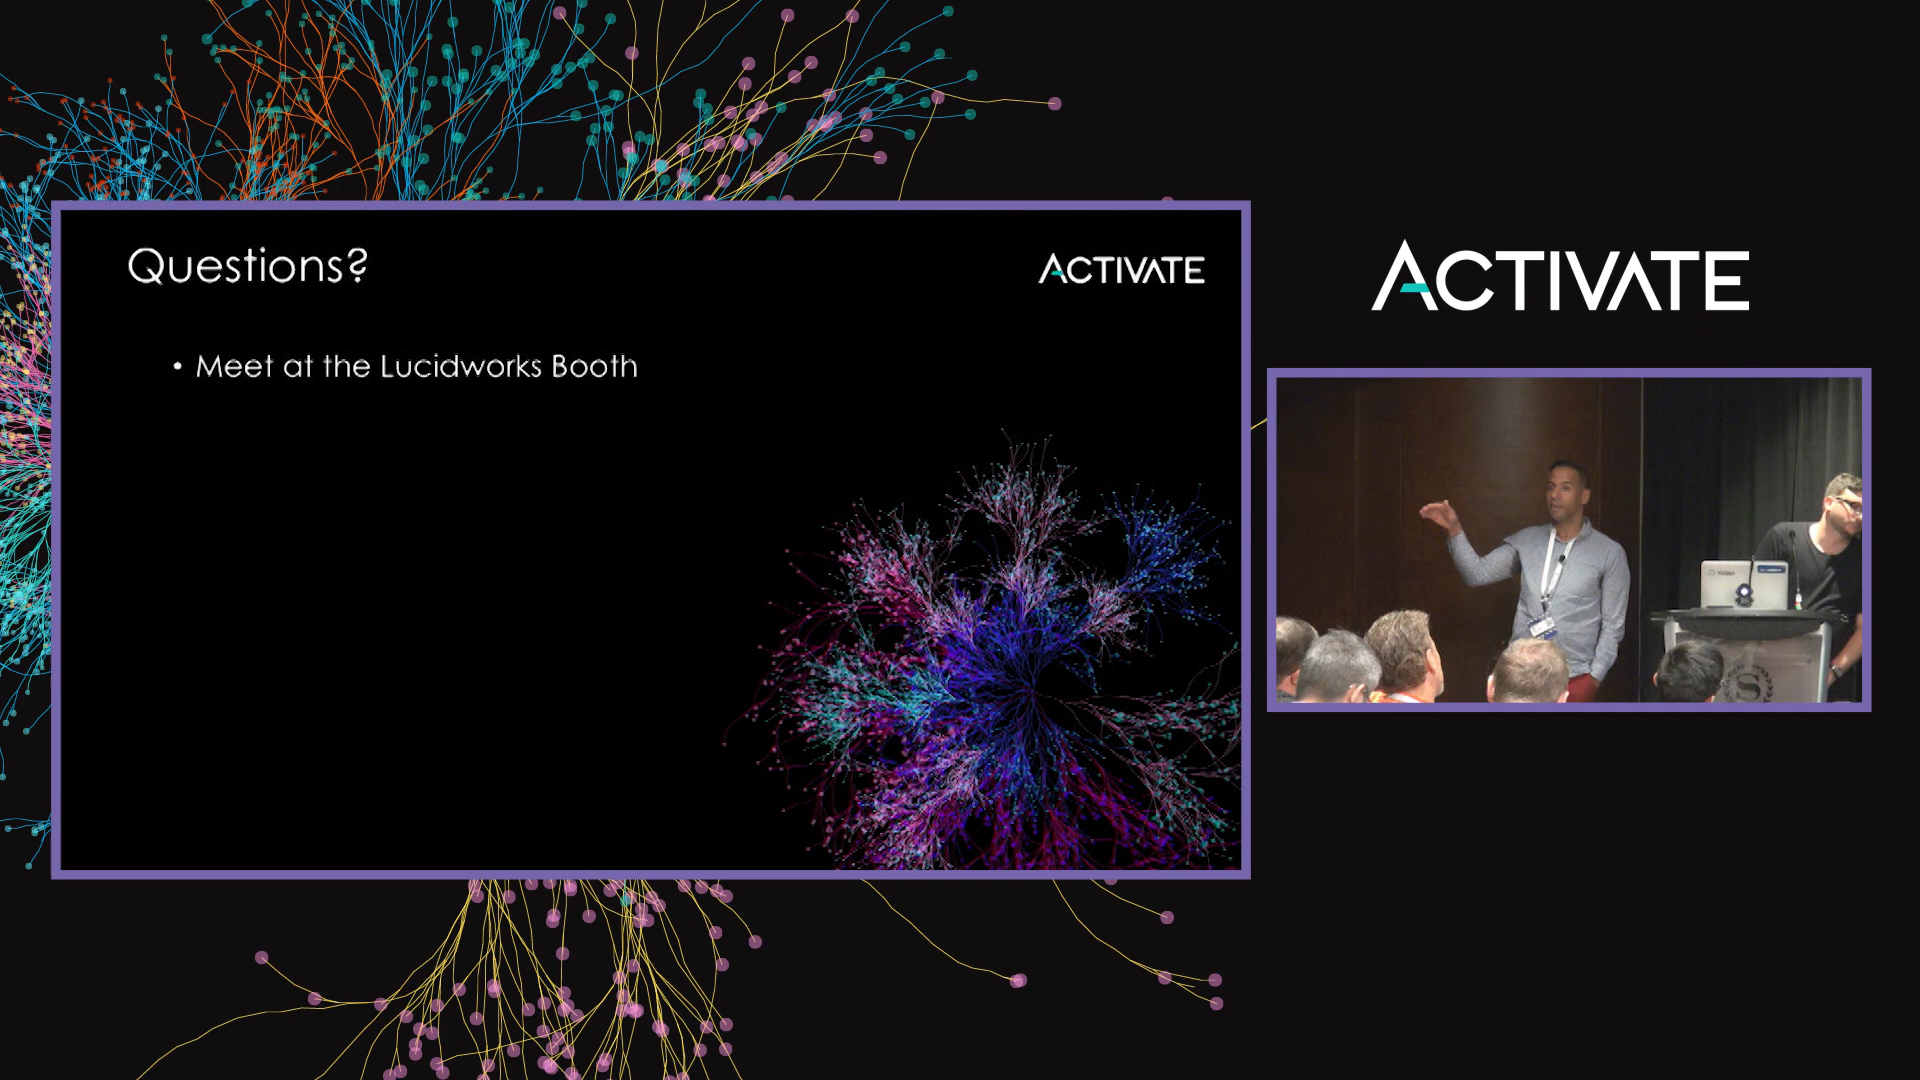 Questions?
ACTIVATE
• Meet at the Lucidworks Booth
ACTIVATE
S